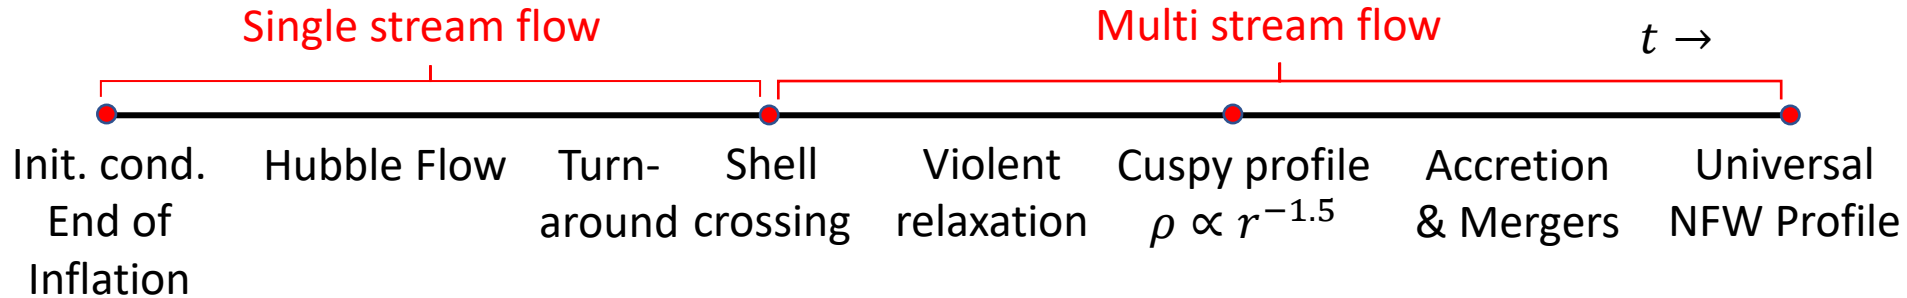 Single stream flow
Multi stream flow
t →
Init. cond.
End of
Inflation
Hubble Flow
Turn-
around
Shell
crossing
Violent
relaxation
Cuspy profile
ρ ∝ r^{-1.5}
Accretion
& Mergers
Universal
NFW Profile